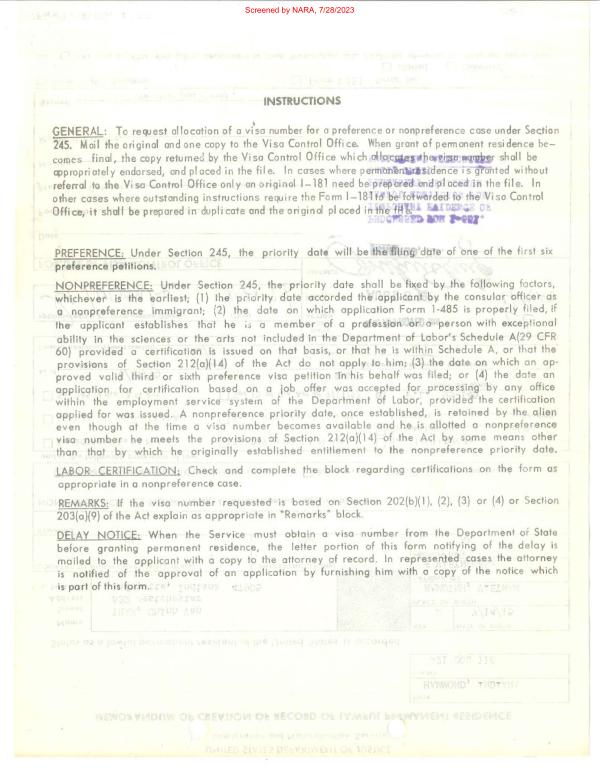 Screened by NARA, 7/28/2023
INSTRUCTIONS
GENERAL: To request allocation of a visa number for a preference or nonpreference case under Section
245. Mail the original and one copy to the Visa Control Office. When grant of permanent residence be-
comes final, the copy returned by the Visa Control Office which allocates the visa number shall be
appropriately endorsed, and placed in the file. In cases where permanent residence is granted without
referral to the Visa Control Office only an original I-181 need be prepared and placed in the file. In
other cases where outstanding instructions require the Form I-181 to be forwarded to the Visa Control
Office, it shall be prepared in duplicate and the original placed in the file.
PREFERENCE: Under Section 245, the priority date will be the filing date of one of the first six
preference petitions.
NONPREFERENCE: Under Section 245, the priority date shall be fixed by the following factors,
whichever is the earliest; (1) the priority date accorded the applicant by the consular officer as
a nonpreference immigrant; (2) the date on which application Form I-485 is properly filed, if
the applicant establishes that he is a member of a profession or a person with exceptional
ability in the sciences or the arts not included in the Department of Labor's Schedule A(29 CFR
60) provided a certification is issued on that basis, or that he is within Schedule A, or that the
provisions of Section 212(a)(14) of the Act do not apply to him; (3) the date on which an ap-
proved valid third or sixth preference visa petition in his behalf was filed; or (4) the date an
application for certification based on a job offer was accepted for processing by any office
within the employment service system of the Department of Labor, provided the certification
applied for was issued. A nonpreference priority date, once established, is retained by the alien
even though at the time a visa number becomes available and he is allotted a nonpreference
visa number he meets the provisions of Section 212(a)(14) of the Act by some means other
than that by which he originally established entitlement to the nonpreference priority date.
LABOR CERTIFICATION: Check and complete the block regarding certifications on the form as
appropriate in a nonpreference case.
REMARKS: If the visa number requested is based on Section 202(b)(1), (2), (3) or (4) or Section
203(a)(9) of the Act explain as appropriate in "Remarks" block.
DELAY NOTICE: When the Service must obtain a visa number from the Department of State
before granting permanent residence, the letter portion of this form notifying of the delay is
mailed to the applicant with a copy to the attorney of record. In represented cases the attorney
is notified of the approval of an application by furnishing him with a copy of the notice which
is part of this form.